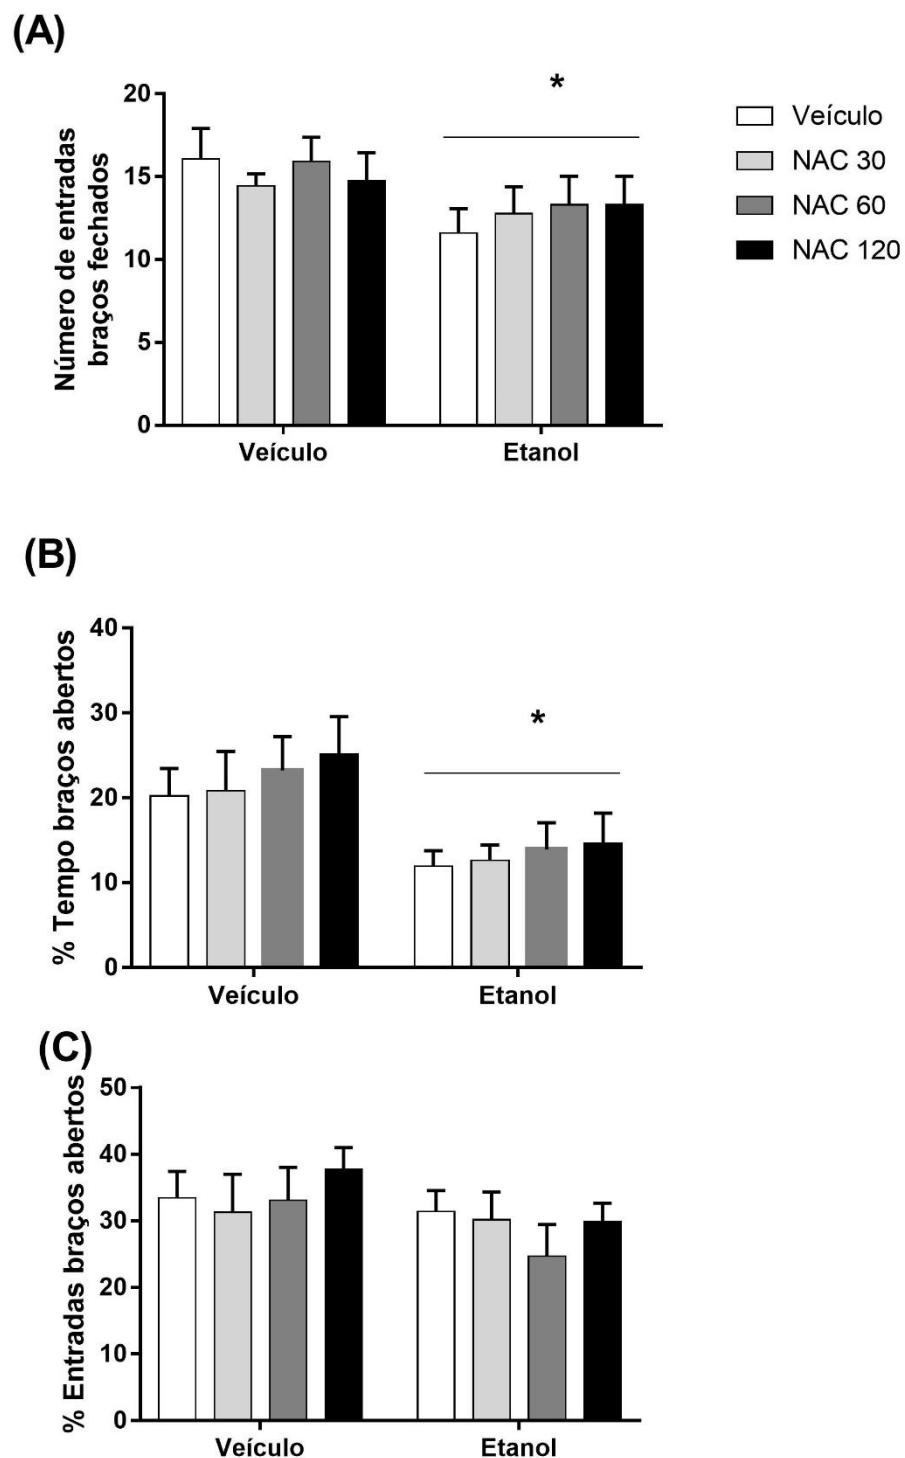 (A)
Número de entradas
braços fechados
20
15
10
5
0
*
Veículo
Etanol
Veículo
NAC 30
NAC 60
NAC 120
(B)
% Tempo braços abertos
40
30
20
10
0
*
Veículo
Etanol
(C)
% Entradas braços abertos
50
40
30
20
10
0
Veículo
Etanol